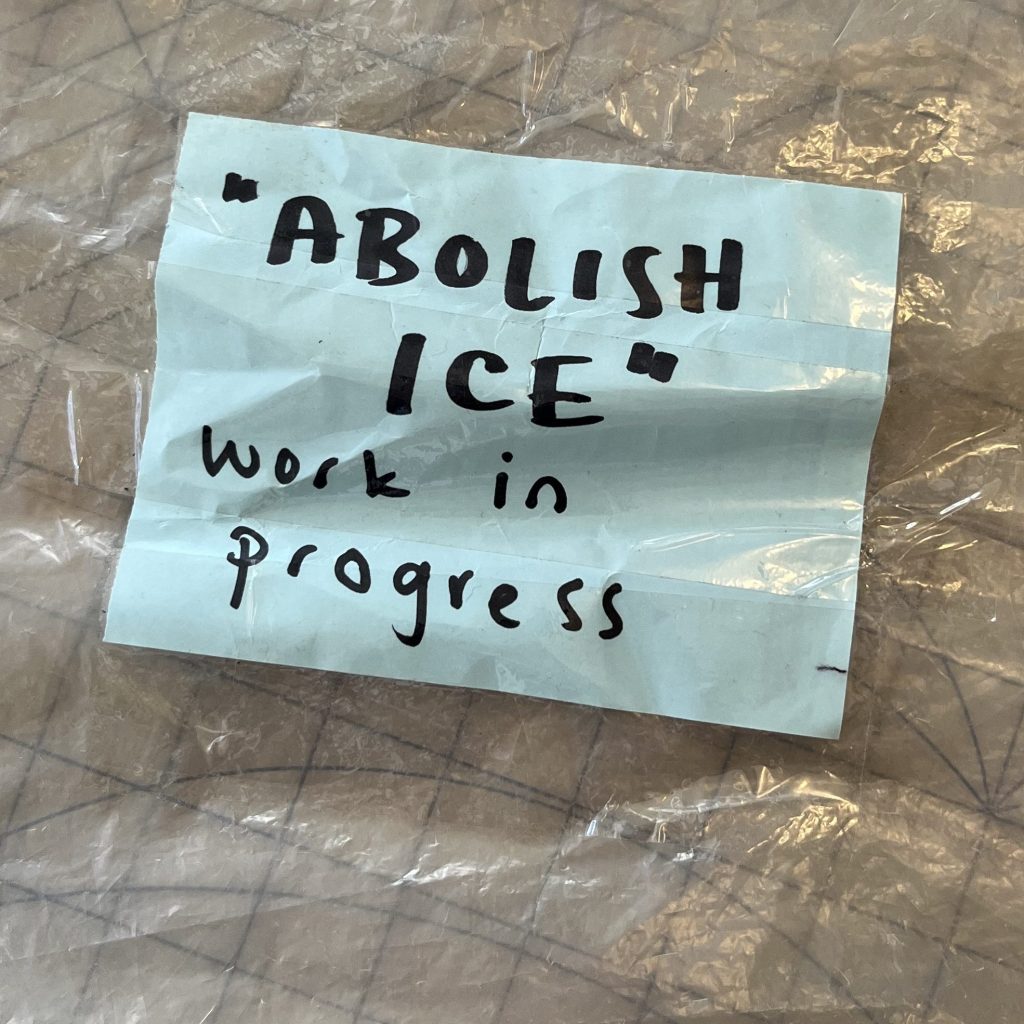 "ABOLISH
ICE"
work in
progress